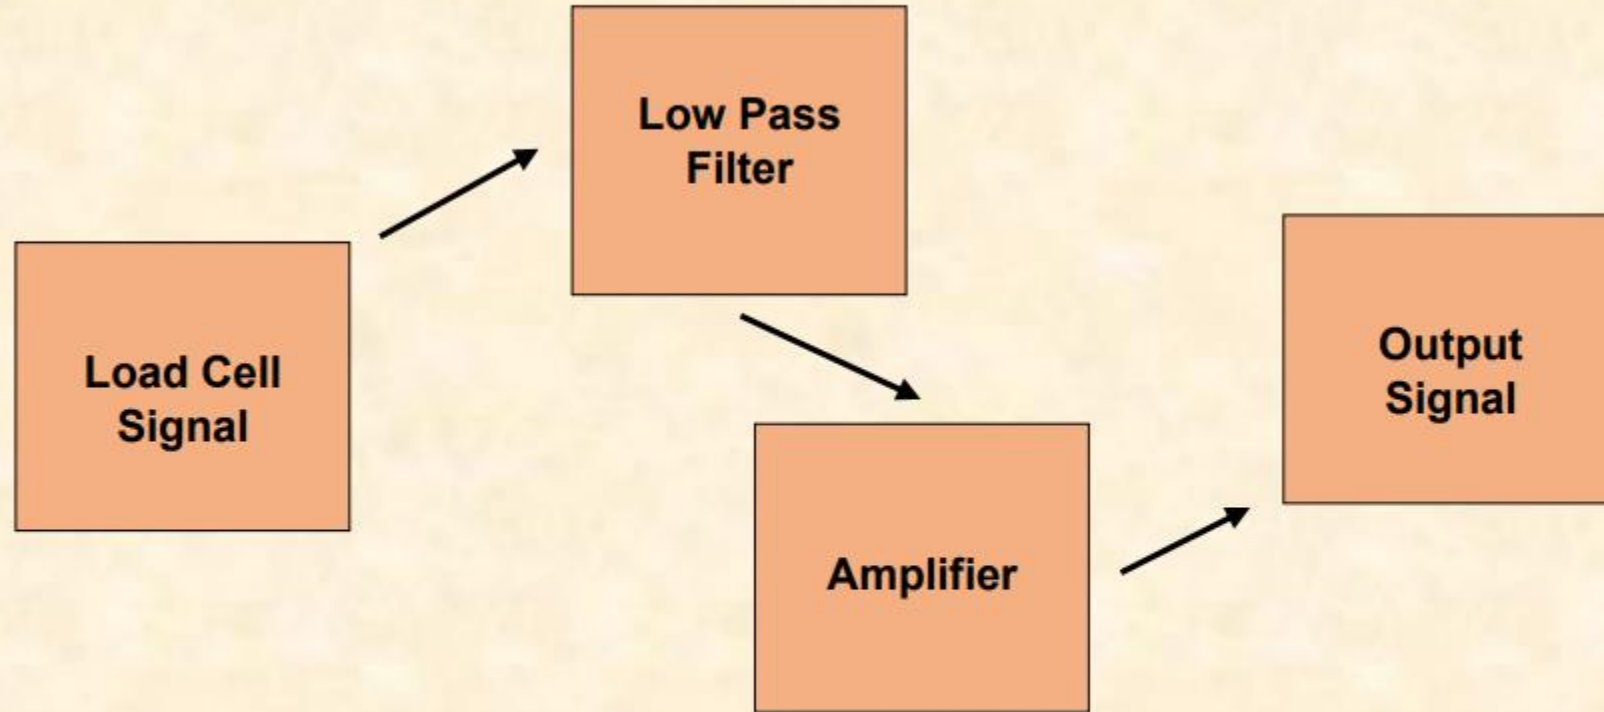 Load Cell
Signal
Low Pass
Filter
Amplifier
Output
Signal